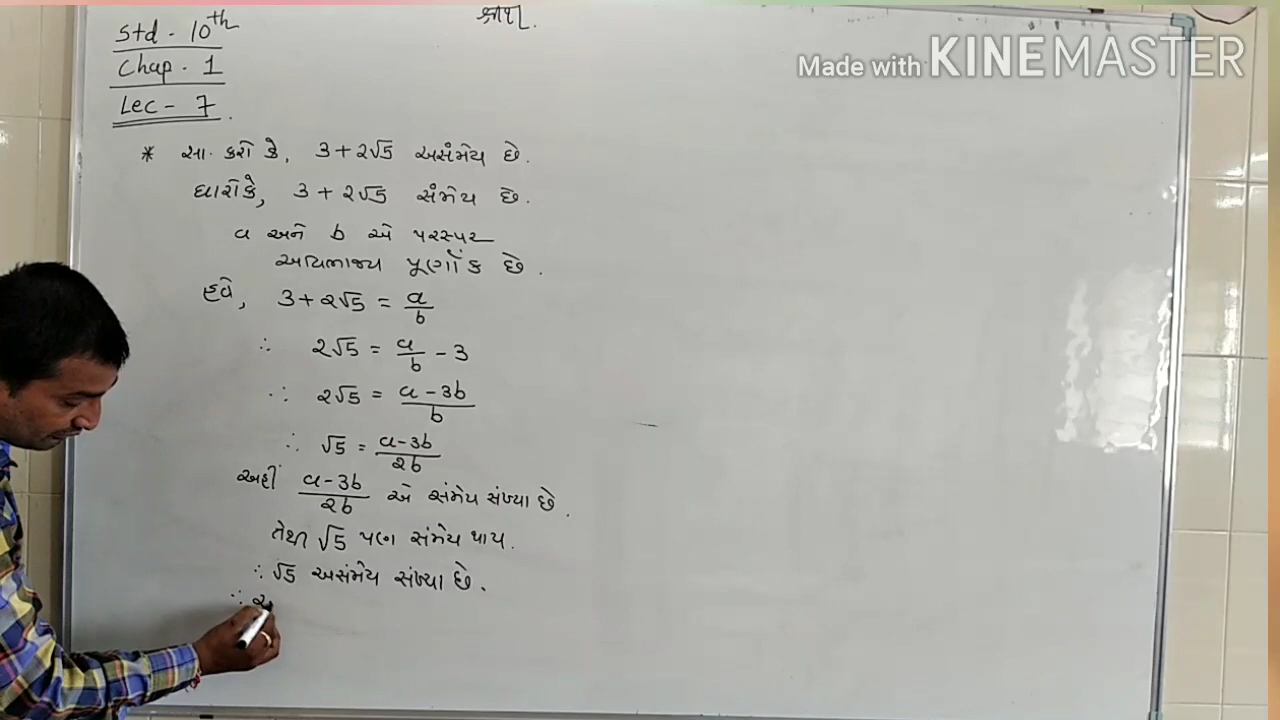 Std - 10th
Chap. 1
Lec - 7
Made with KINEMASTER
* સા. કરો કે, 3 + 2√5 અસંમેય છે.
ધારોકે, 3 + 2√5 સંમેય છે.
a અને b એ પરસ્પર
અવિભાજ્ય પૂર્ણાંક છે.
હવે, 3 + 2√5 = a/b
∴ 2√5 = a/b - 3
∴ 2√5 = (a - 3b)/b
∴ √5 = (a - 3b)/2b
અહીં (a - 3b)/2b એ સંમેય સંખ્યા છે.
તેથી √5 પણ સંમેય થાય.
∴ √5 અસંમેય સંખ્યા છે.